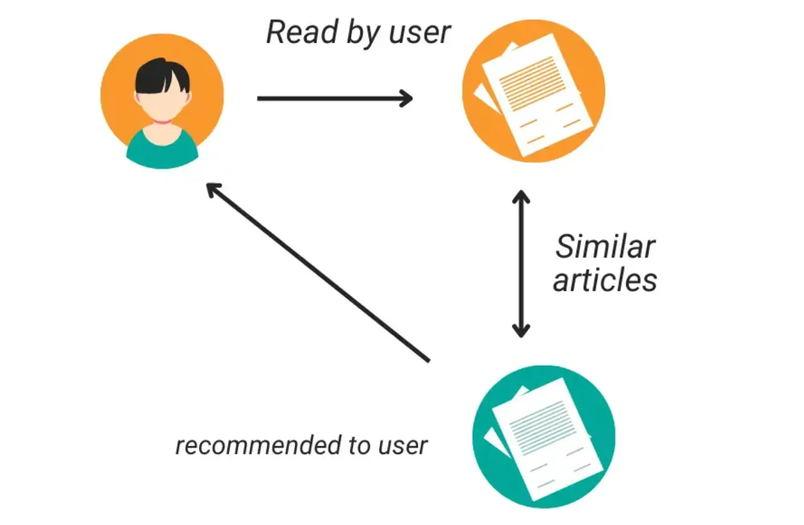 Read by user
Similar
articles
recommended to user